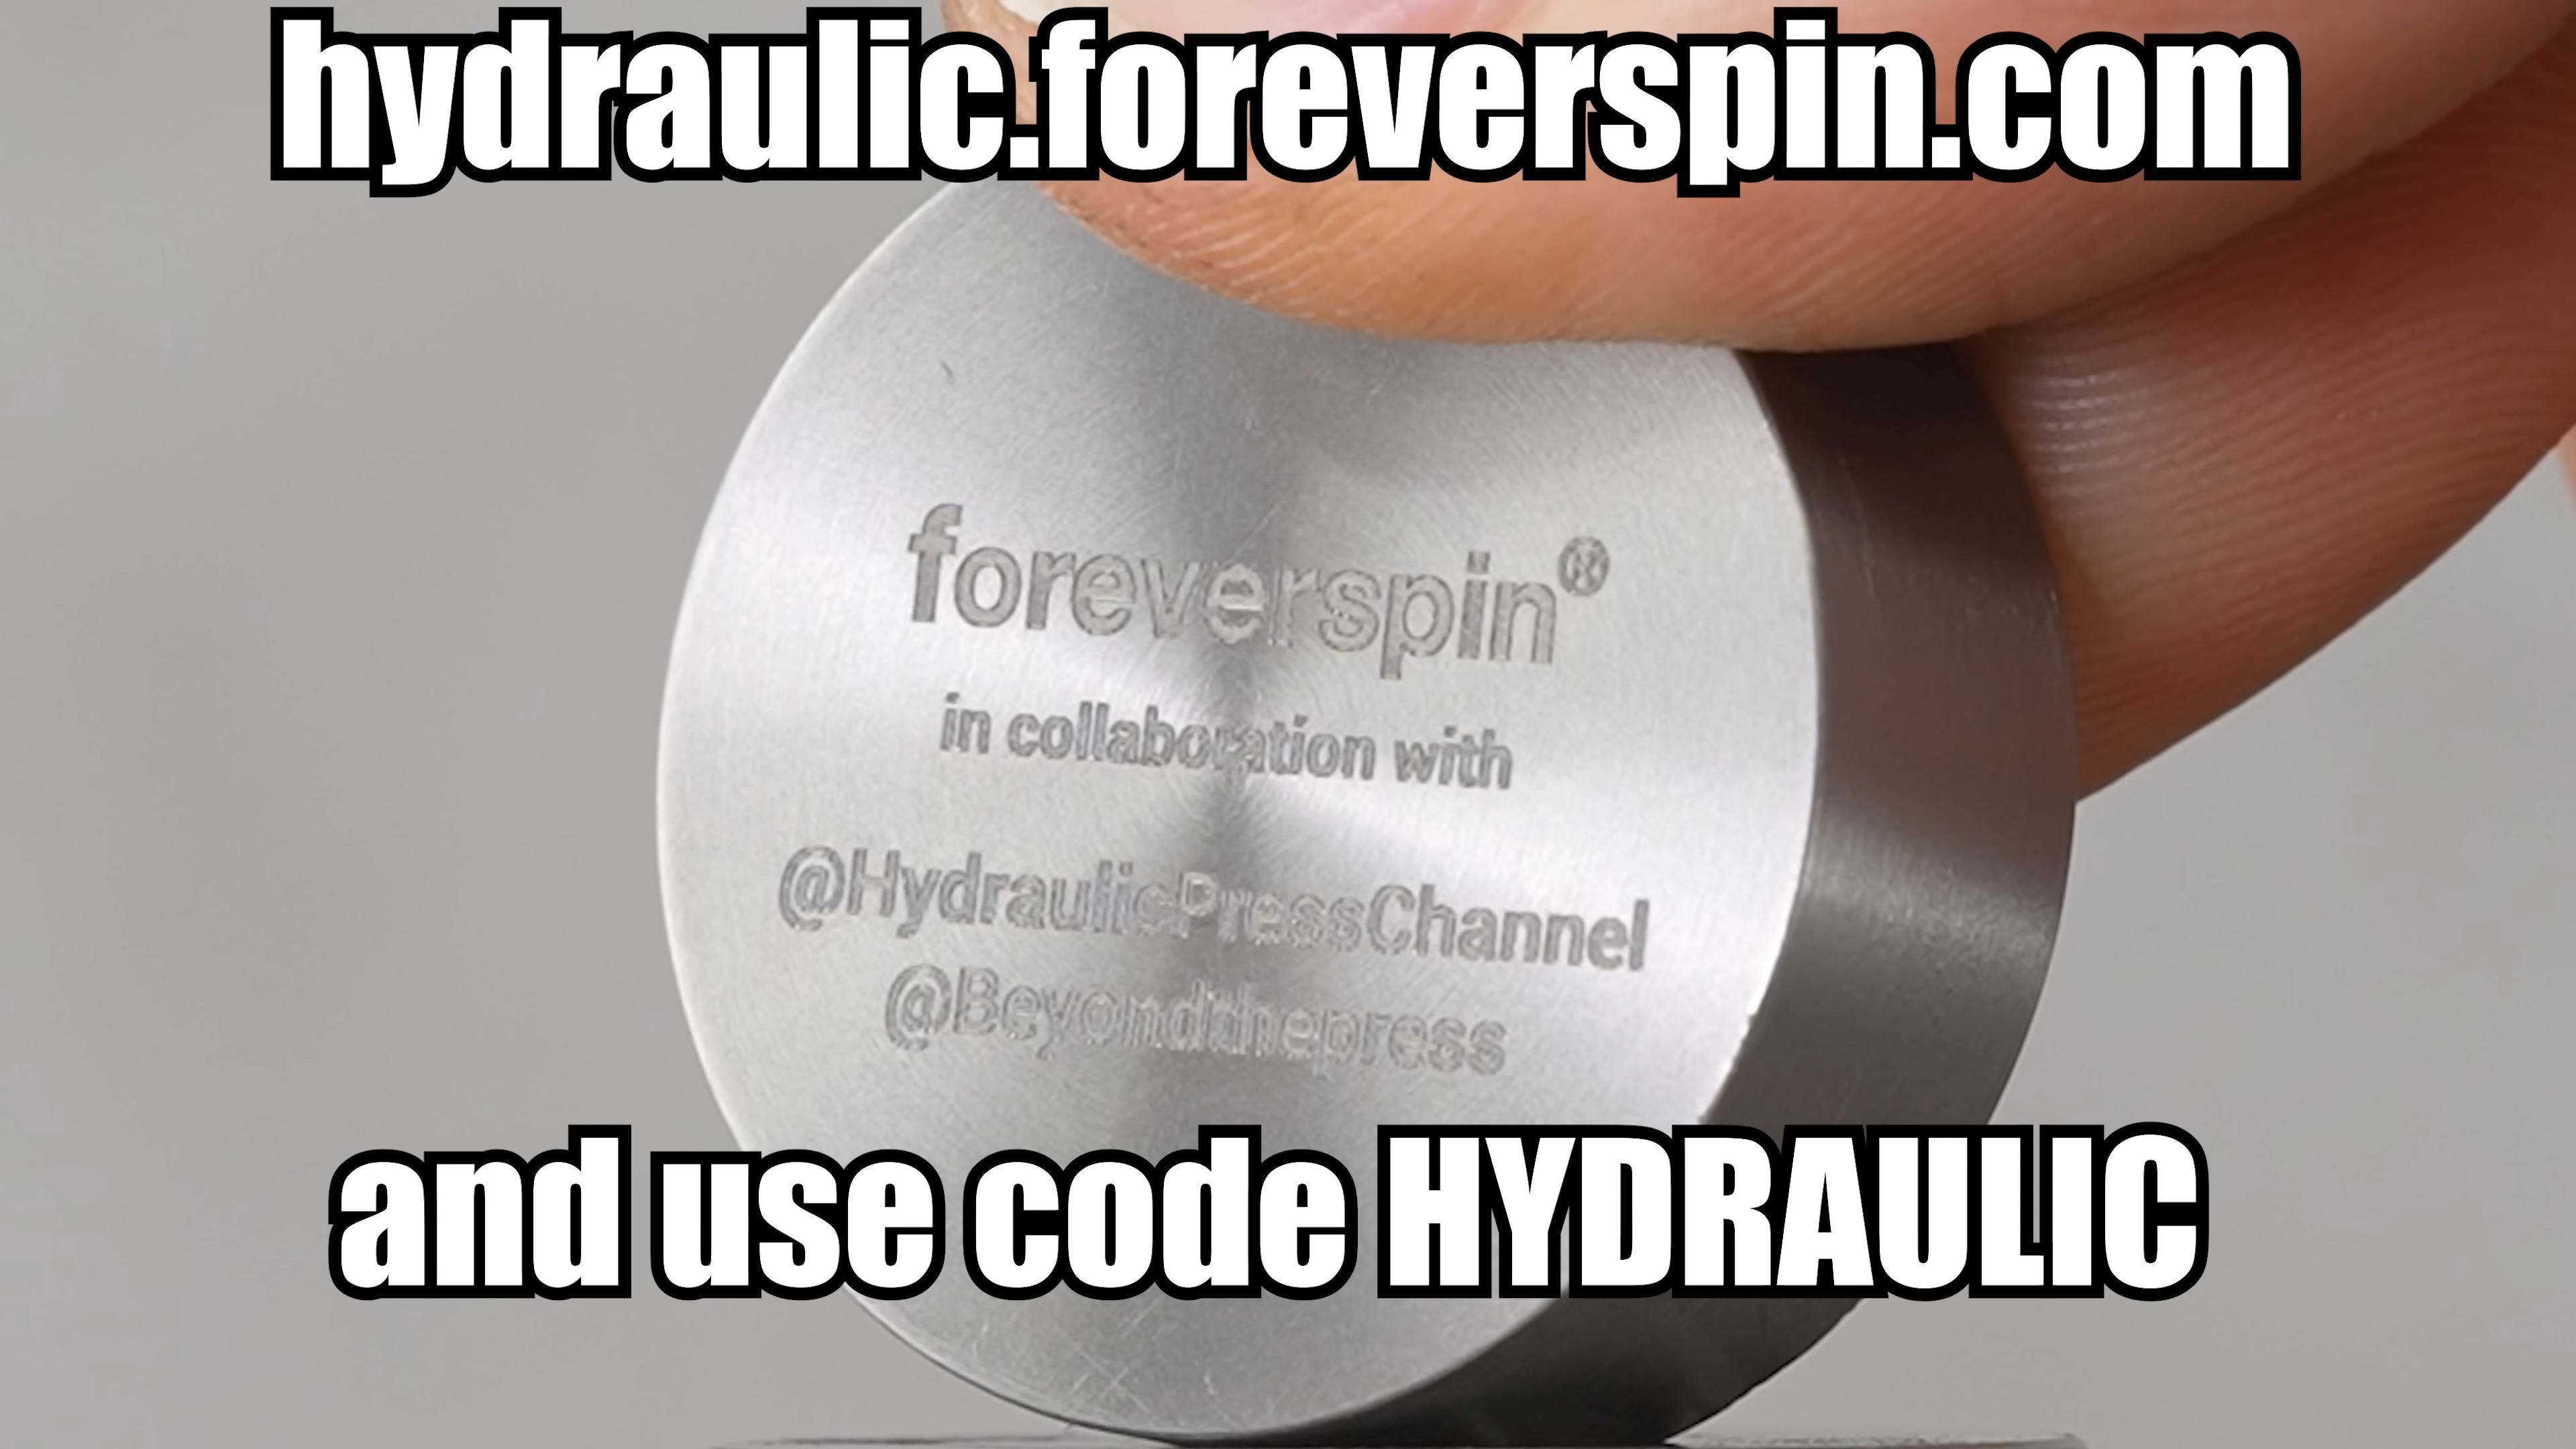 hydraulic.foreverspin.com
foreverspin®
in collaboration with
@HydraulicPressChannel
@Beyondthepress
and use code HYDRAULIC